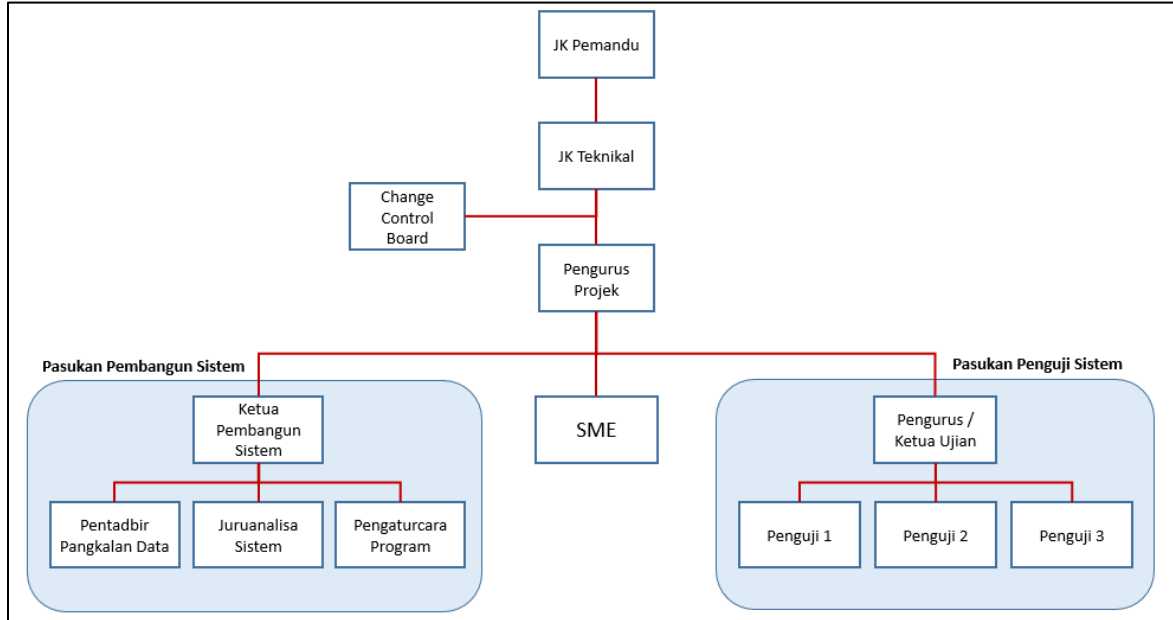 JK Pemandu
JK Teknikal
Change
Control
Board
Pengurus
Projek
Pasukan Pembangun Sistem
Pasukan Penguji Sistem
Ketua
Pembangun
Sistem
SME
Pengurus /
Ketua Ujian
Pentadbir
Pangkalan Data
Juruanalisa
Sistem
Pengaturcara
Program
Penguji 1
Penguji 2
Penguji 3